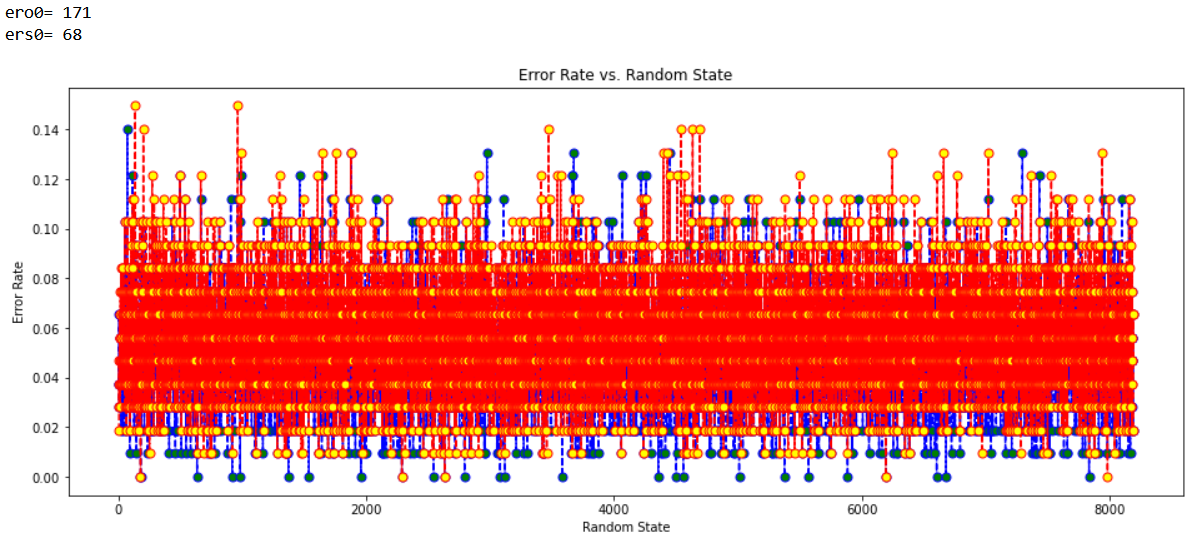 ero0= 171
ers0= 68
Error Rate vs. Random State
0.14
0.12
0.10
0.08
0.06
0.04
0.02
0.00
Error Rate
0 2000 4000 6000 8000
Random State